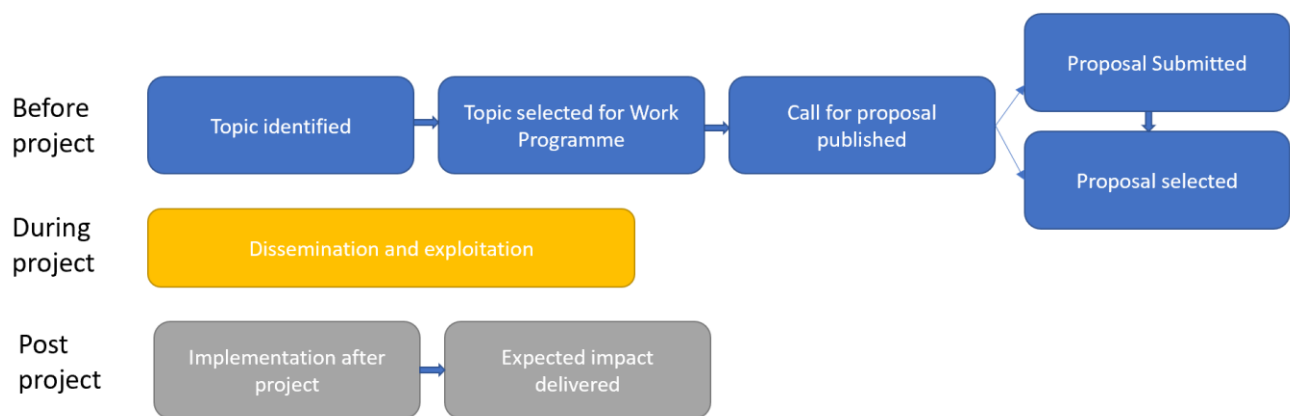 Before
project
Topic identified
Topic selected for Work
Programme
Call for proposal
published
Proposal Submitted
Proposal selected
During
project
Dissemination and exploitation
Post
project
Implementation after
project
Expected impact
delivered